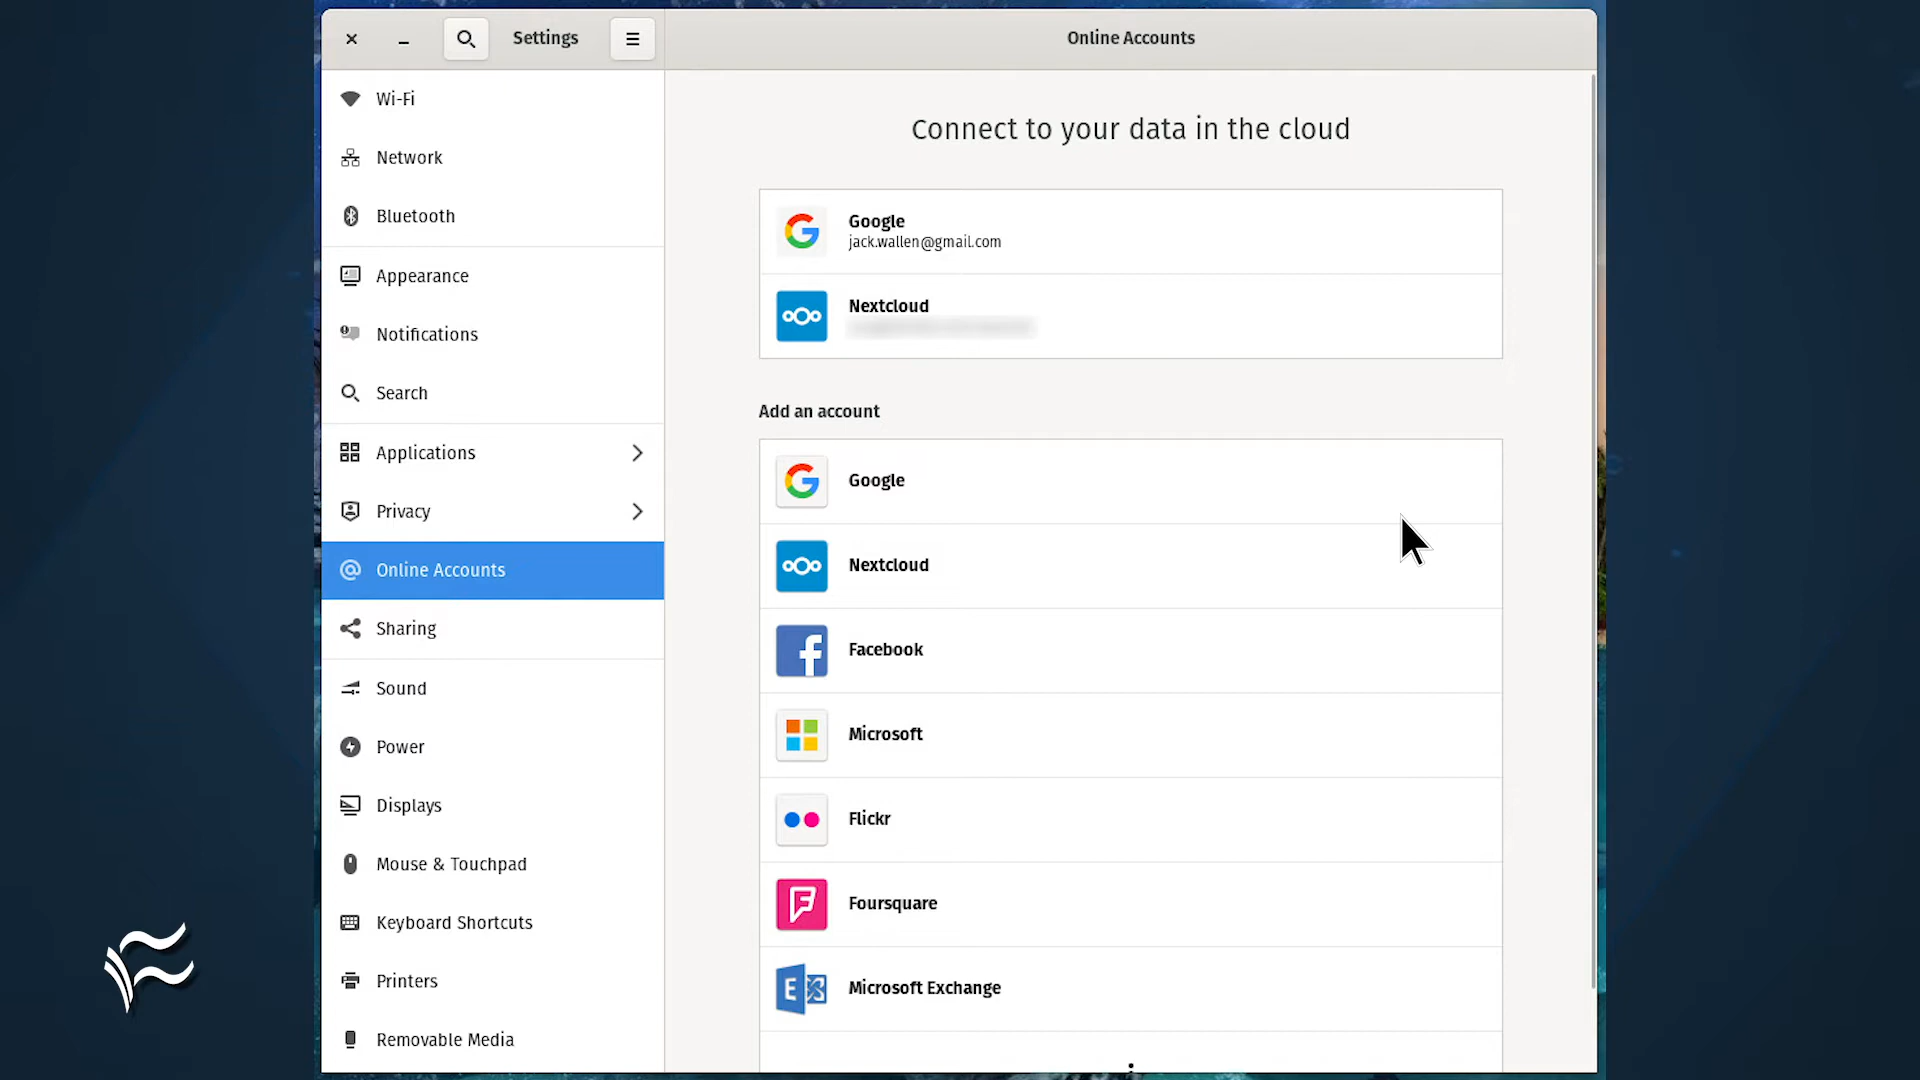 Settings
Online Accounts
Wi-Fi
Network
Bluetooth
Appearance
Notifications
Search
Applications
Privacy
Online Accounts
Sharing
Sound
Power
Displays
Mouse & Touchpad
Keyboard Shortcuts
Printers
Removable Media
Connect to your data in the cloud
Google
jack.wallen@gmail.com
Nextcloud
Add an account
Google
Nextcloud
Facebook
Microsoft
Flickr
Foursquare
Microsoft Exchange